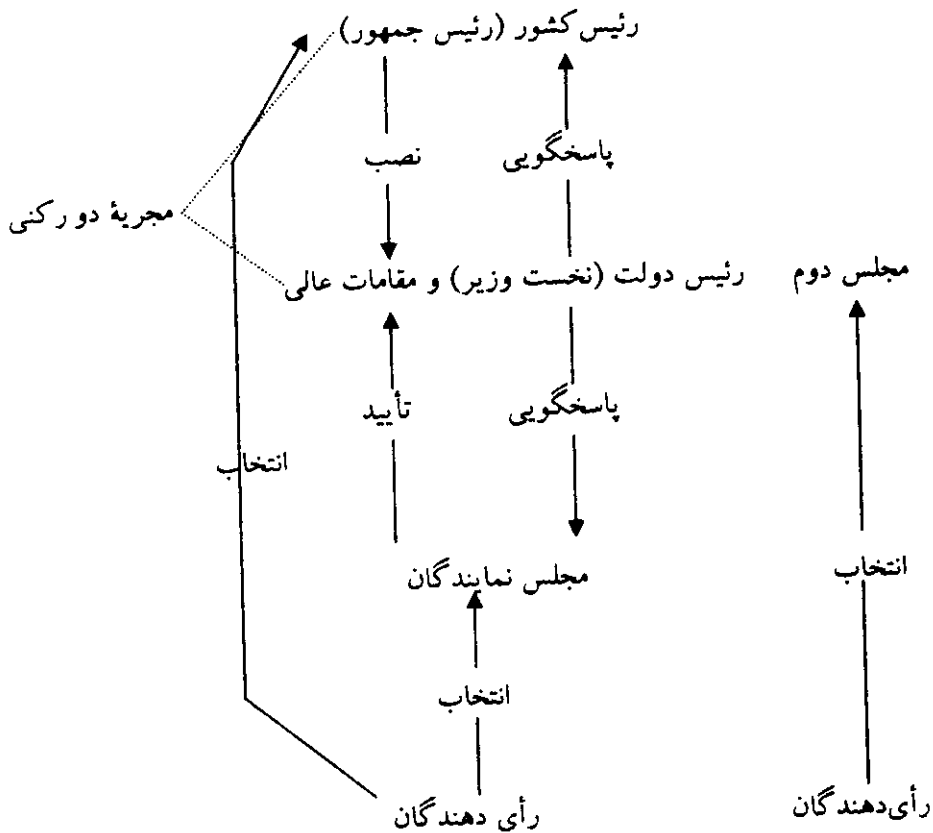 رئیس کشور (رئیس جمهور)
پاسخگویی
نصب
مجریهٔ دو رکنی
مجلس دوم
رئیس دولت (نخست وزیر) و مقامات عالی
پاسخگویی
تأیید
انتخاب
انتخاب
مجلس نمایندگان
انتخاب
رأی‌دهندگان
رأی دهندگان